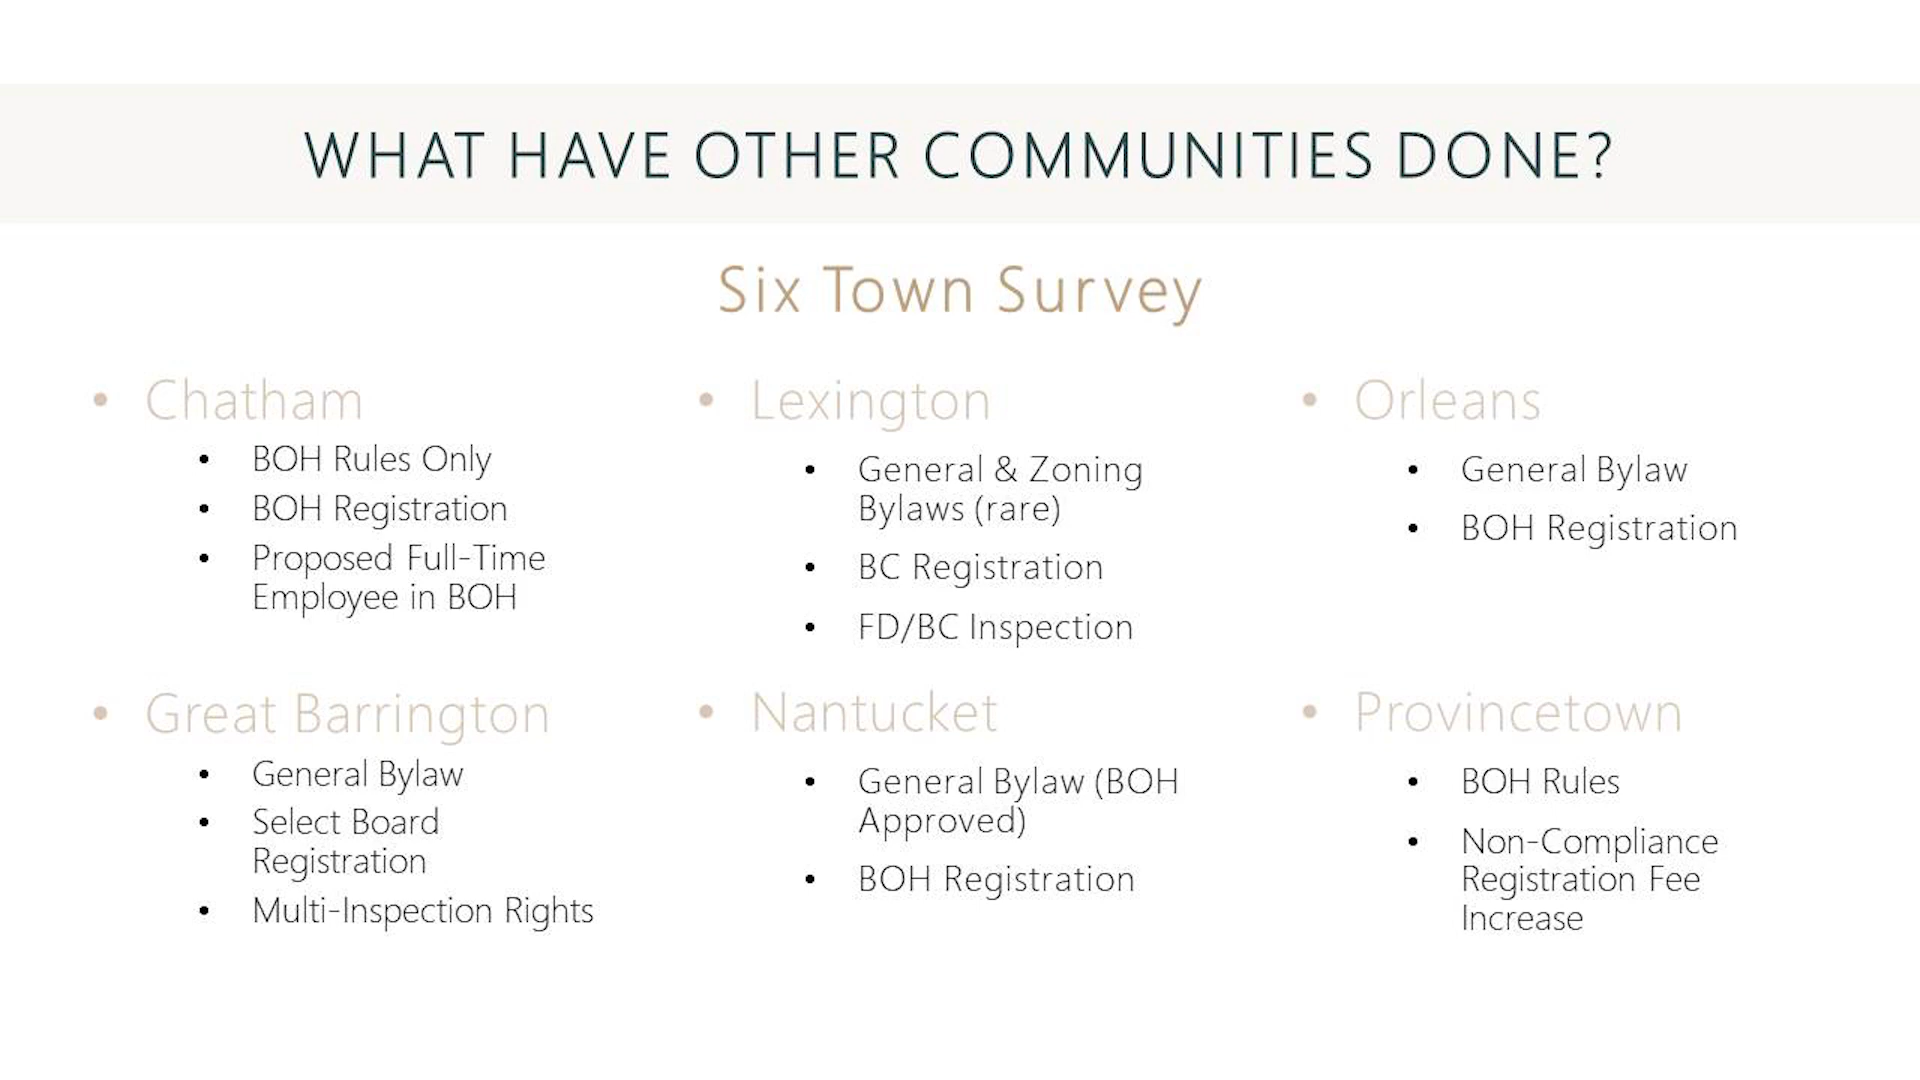 WHAT HAVE OTHER COMMUNITIES DONE?
Six Town Survey
• Chatham
• BOH Rules Only
• BOH Registration
• Proposed Full-Time
Employee in BOH
• Lexington
• General & Zoning
Bylaws (rare)
• BC Registration
• FD/BC Inspection
• Orleans
• General Bylaw
• BOH Registration
• Great Barrington
• General Bylaw
• Select Board
Registration
• Multi-Inspection Rights
• Nantucket
• General Bylaw (BOH
Approved)
• BOH Registration
• Provincetown
• BOH Rules
• Non-Compliance
Registration Fee
Increase